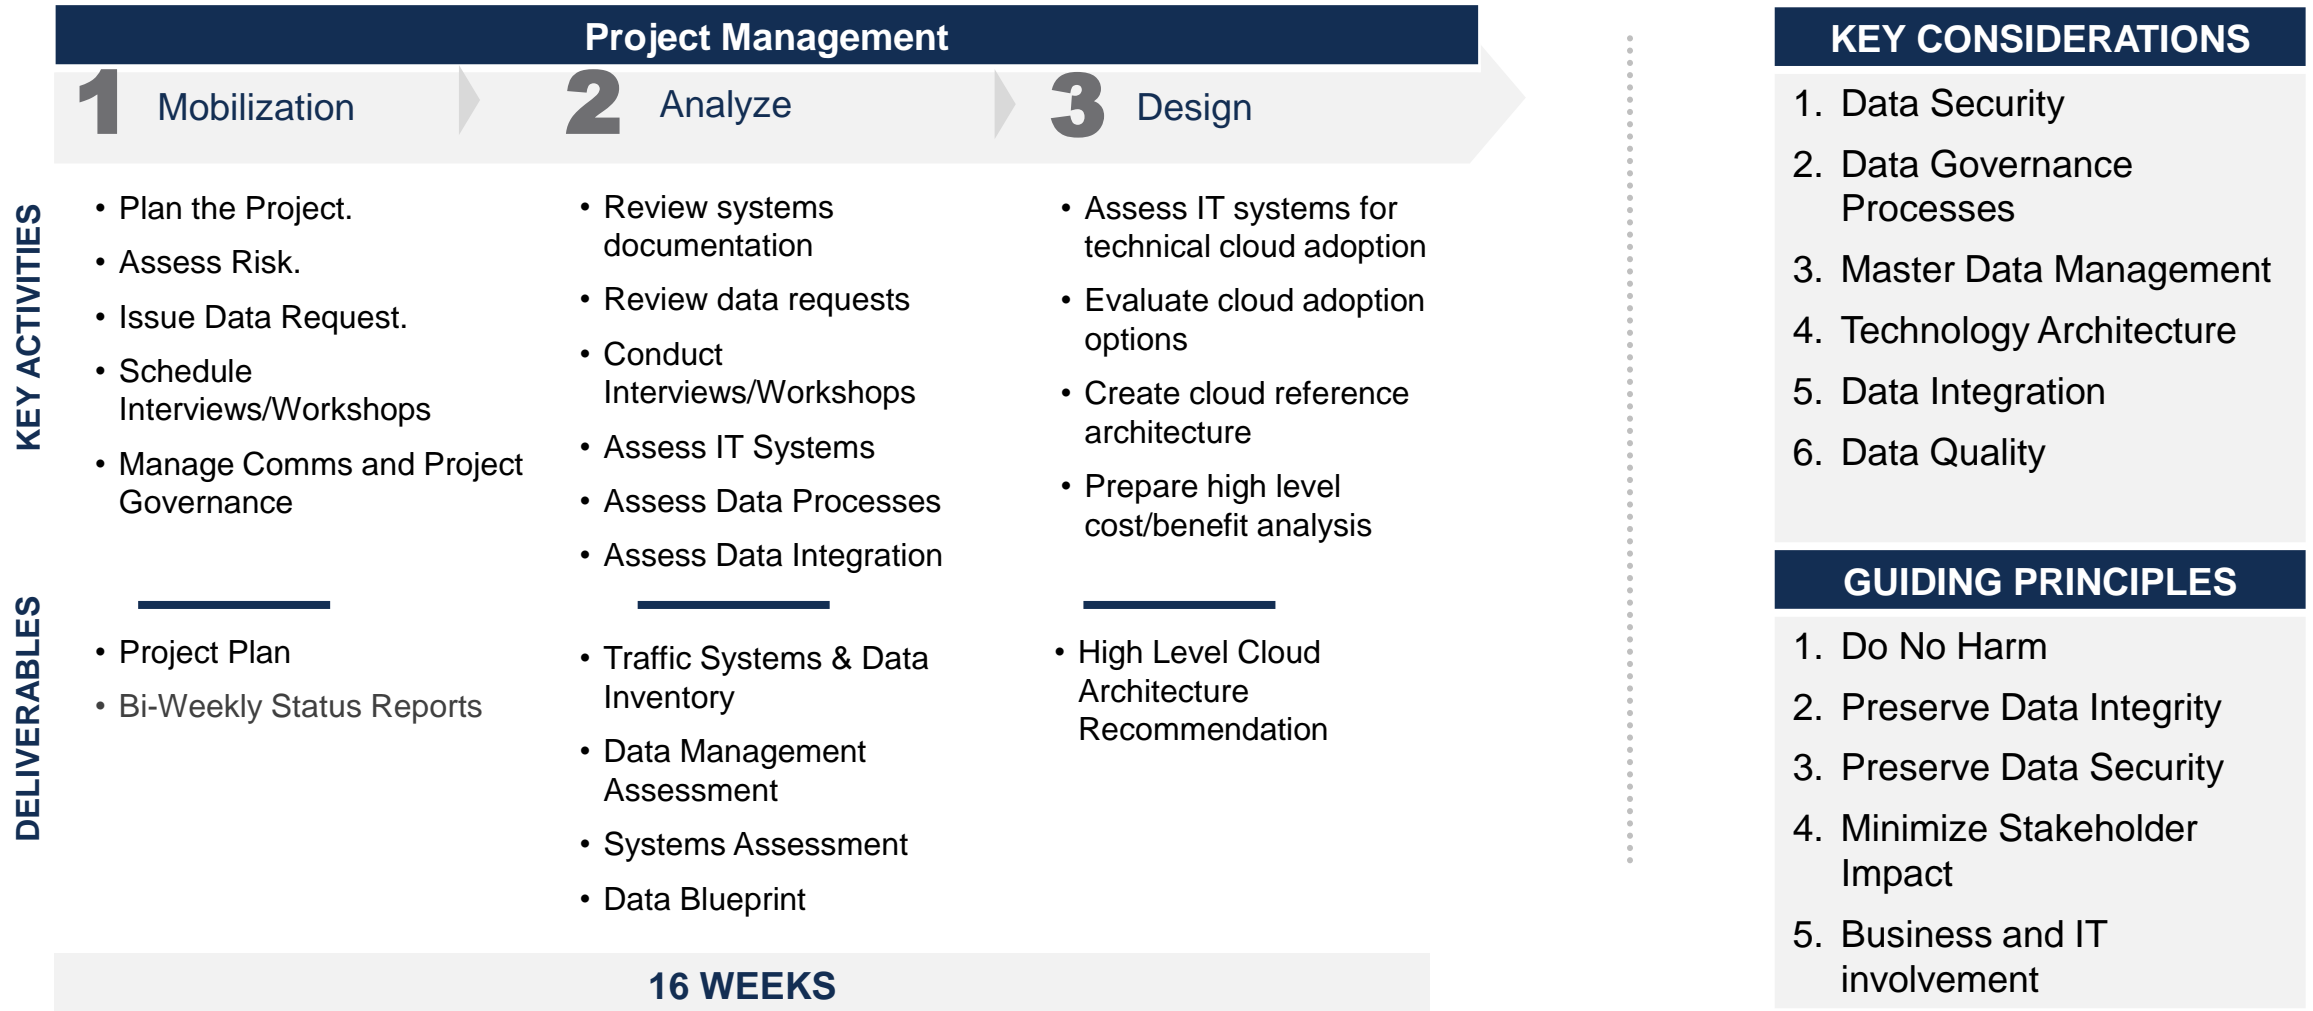 Project Management
1 Mobilization
2 Analyze
3 Design
KEY ACTIVITIES
• Plan the Project.
• Assess Risk.
• Issue Data Request.
• Schedule
Interviews/Workshops
• Manage Comms and Project
Governance
• Review systems
documentation
• Review data requests
• Conduct
Interviews/Workshops
• Assess IT Systems
• Assess Data Processes
• Assess Data Integration
• Assess IT systems for
technical cloud adoption
• Evaluate cloud adoption
options
• Create cloud reference
architecture
• Prepare high level
cost/benefit analysis
DELIVERABLES
• Project Plan
• Bi-Weekly Status Reports
• Traffic Systems & Data
Inventory
• Data Management
Assessment
• Systems Assessment
• Data Blueprint
• High Level Cloud
Architecture
Recommendation
16 WEEKS
KEY CONSIDERATIONS
1. Data Security
2. Data Governance
Processes
3. Master Data Management
4. Technology Architecture
5. Data Integration
6. Data Quality
GUIDING PRINCIPLES
1. Do No Harm
2. Preserve Data Integrity
3. Preserve Data Security
4. Minimize Stakeholder
Impact
5. Business and IT
involvement